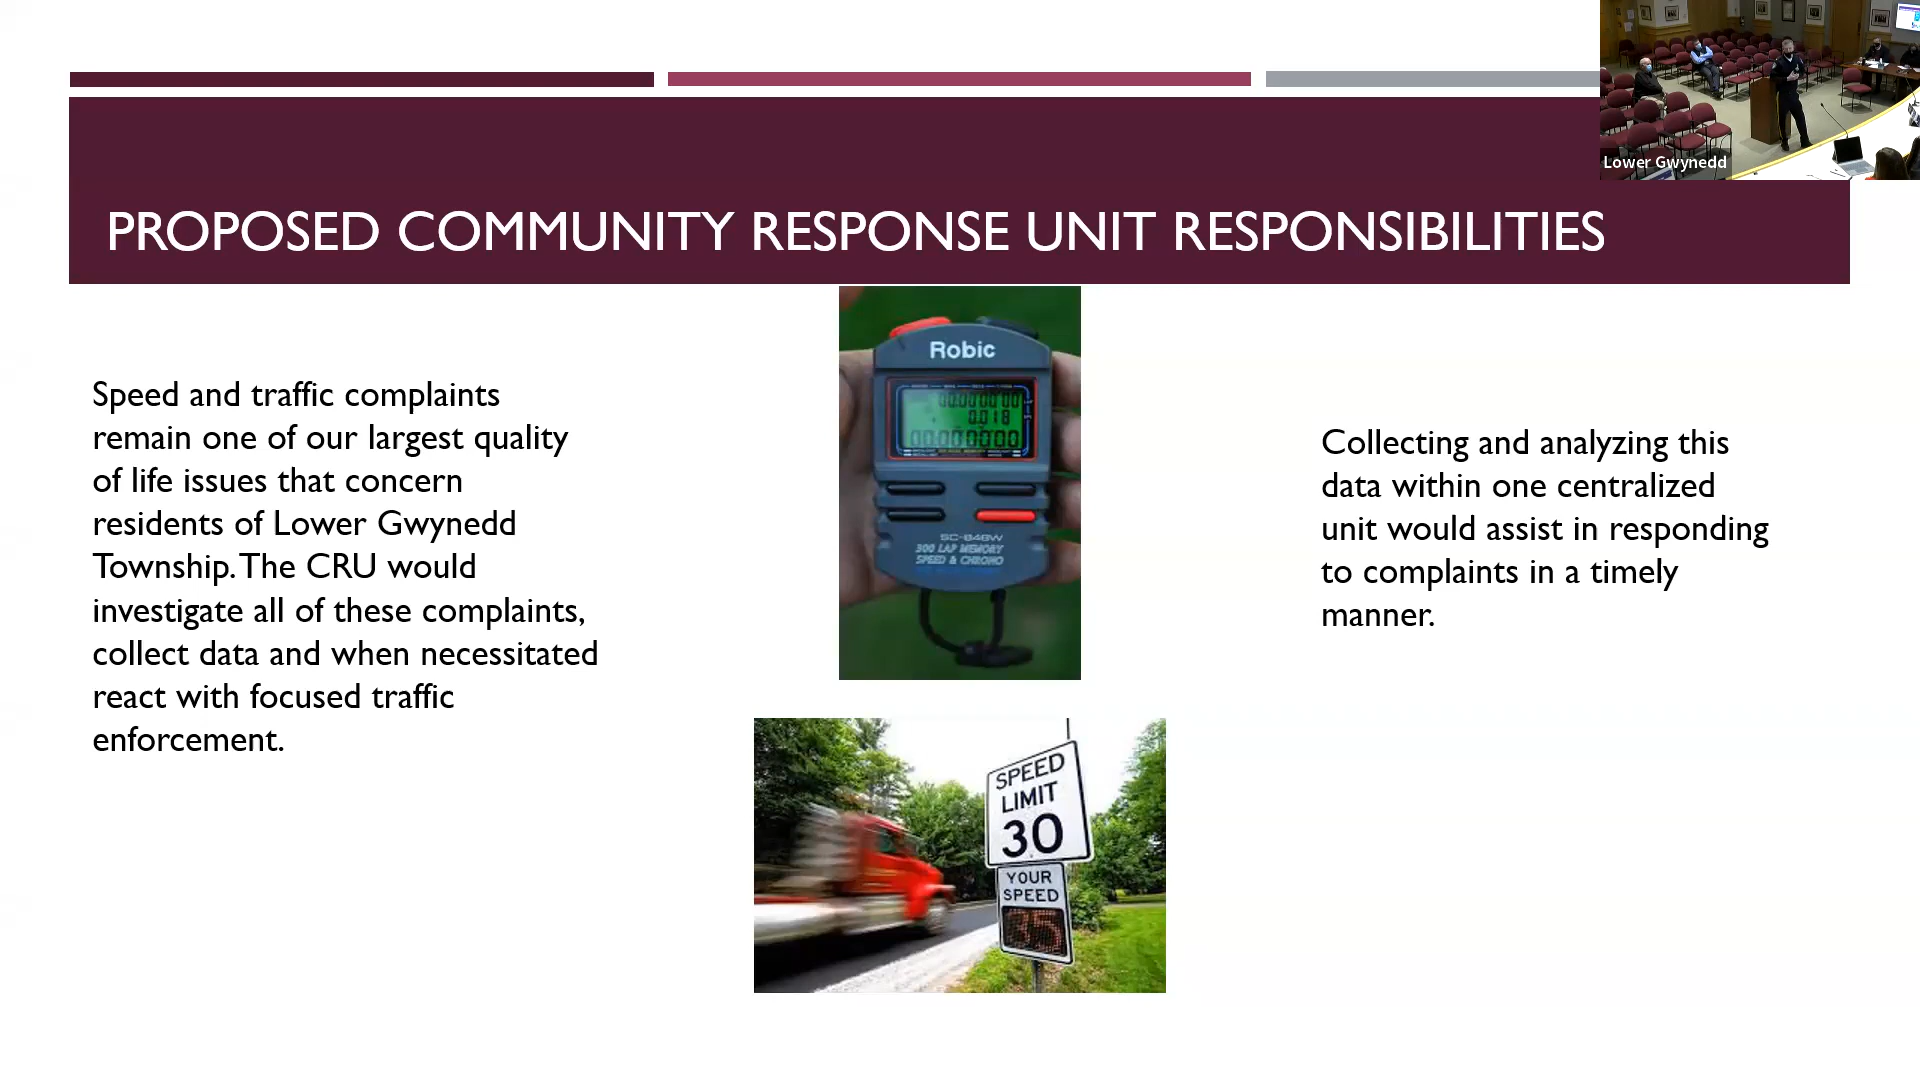 Lower Gwynedd
PROPOSED COMMUNITY RESPONSE UNIT RESPONSIBILITIES
Speed and traffic complaints
remain one of our largest quality
of life issues that concern
residents of Lower Gwynedd
Township. The CRU would
investigate all of these complaints,
collect data and when necessitated
react with focused traffic
enforcement.
Robic
0.018
SC-848W
300 LAP MEMORY
SPEED & CHRONO
SPEED
LIMIT
30
YOUR
SPEED
Collecting and analyzing this
data within one centralized
unit would assist in responding
to complaints in a timely
manner.